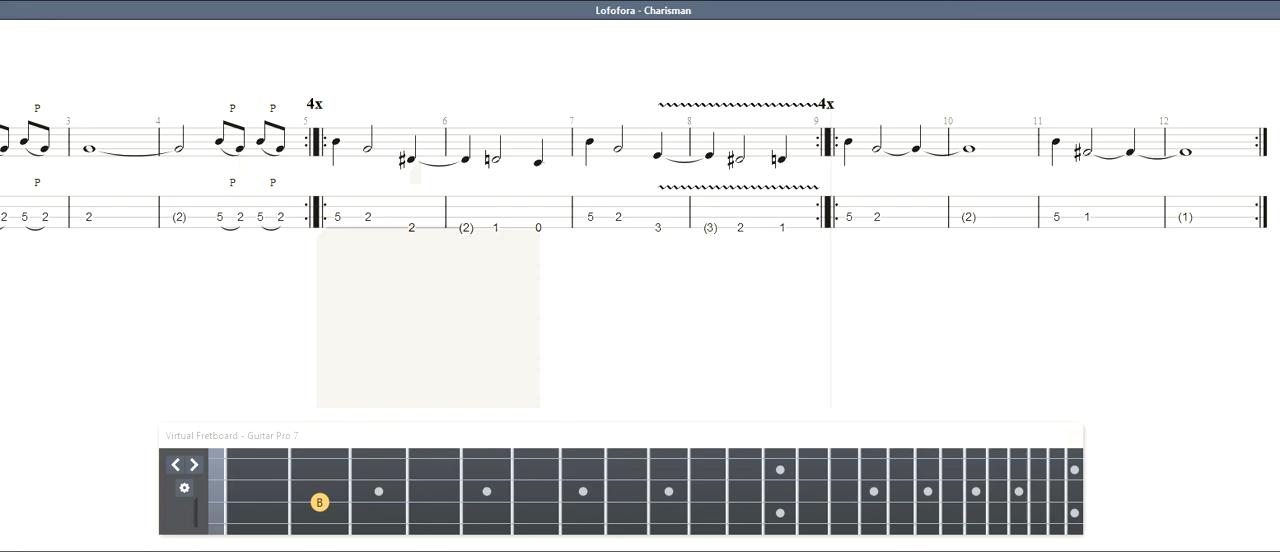 Lofofora - Charisman
4x 4x
P P P
3 4 5 6 7 8 9 10 11 12
P P P
2 5 2 2 (2) 5 2 5 2 5 2 5 2 5 2 (2) 5 1 (1)
2 (2) 1 0 3 (3) 2 1
Virtual Fretboard - Guitar Pro 7
B